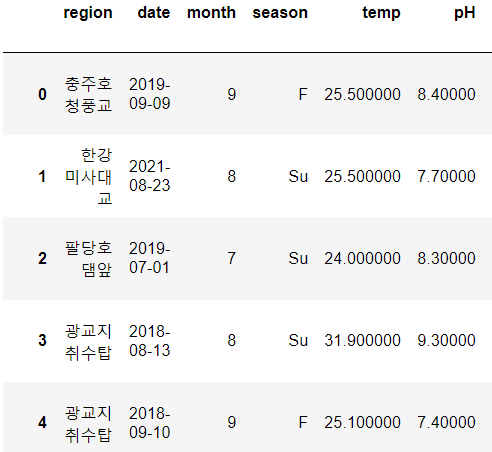 region date month season temp pH
충주호 2019-
0 9 F 25.500000 8.40000
청풍교 09-09
한강
미사대 2021-
1 8 Su 25.500000 7.70000
교 08-23
팔당호 2019-
2 7 Su 24.000000 8.30000
댐앞 07-01
광교지 2018-
3 8 Su 31.900000 9.30000
취수탑 08-13
광교지 2018-
4 9 F 25.100000 7.40000
취수탑 09-10